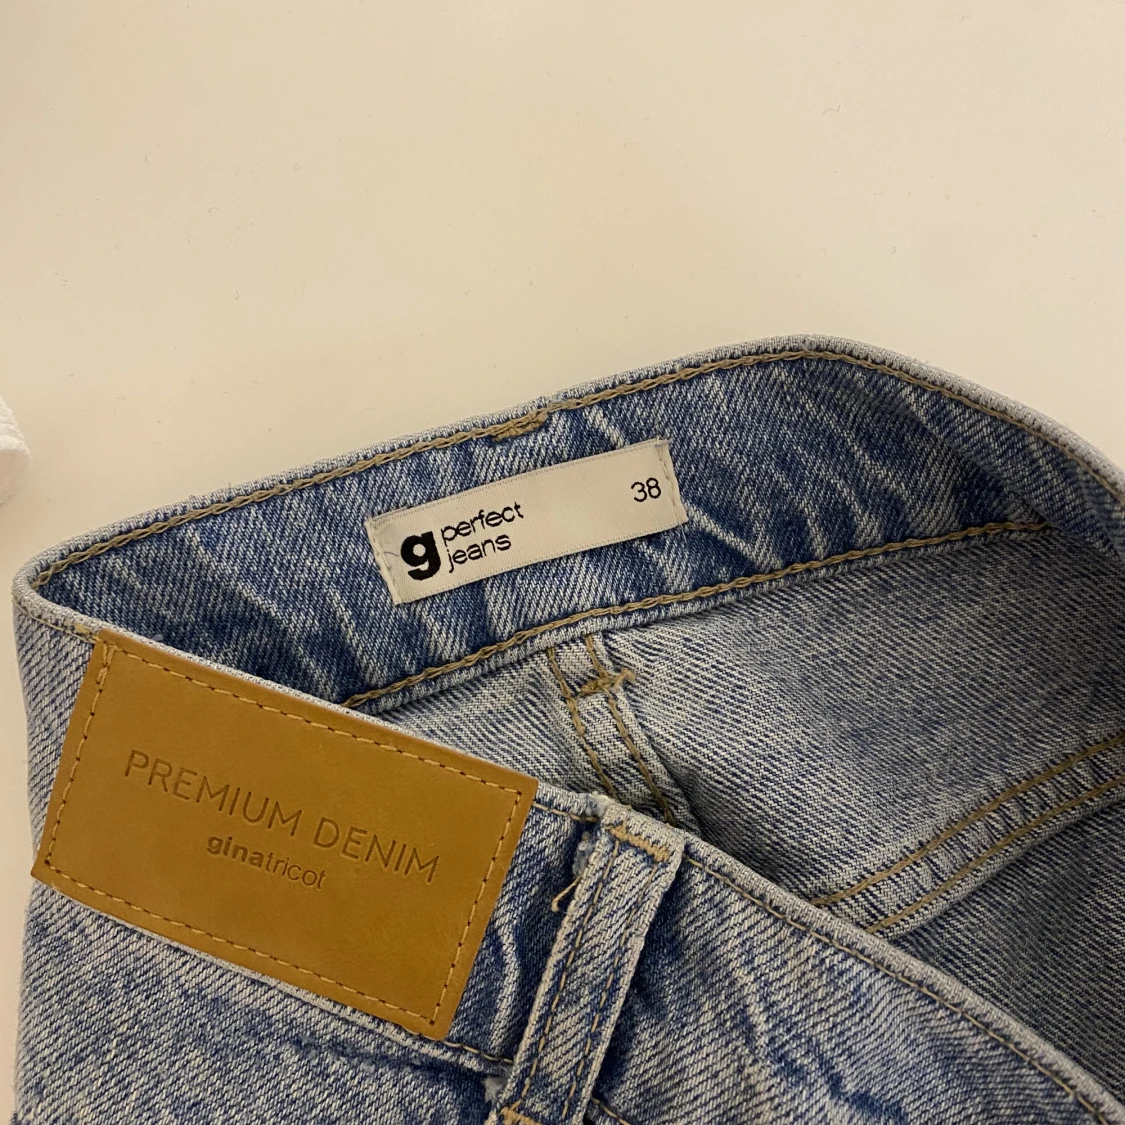 g perfect
jeans
38
PREMIUM DENIM
ginatricot